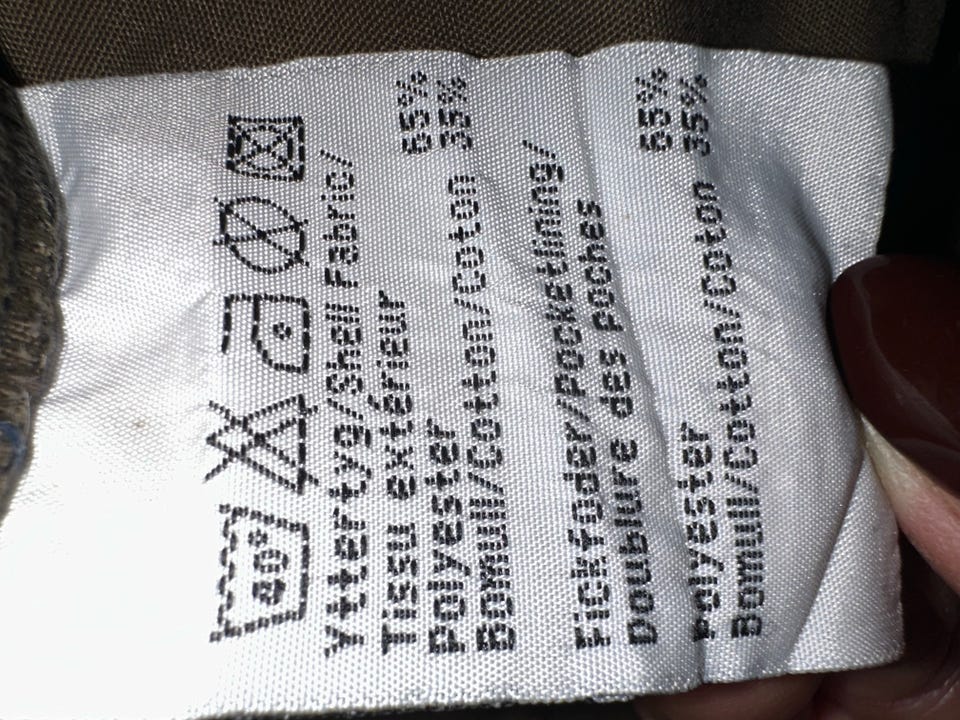 40°
Yttertyg/Shell Fabric/
Tissu extérieur
Polyester 65%
Bomull/Cotton/Coton 35%
Fickfoder/Pocketlining/
Doublure des poches
Polyester 65%
Bomull/Cotton/Coton 35%